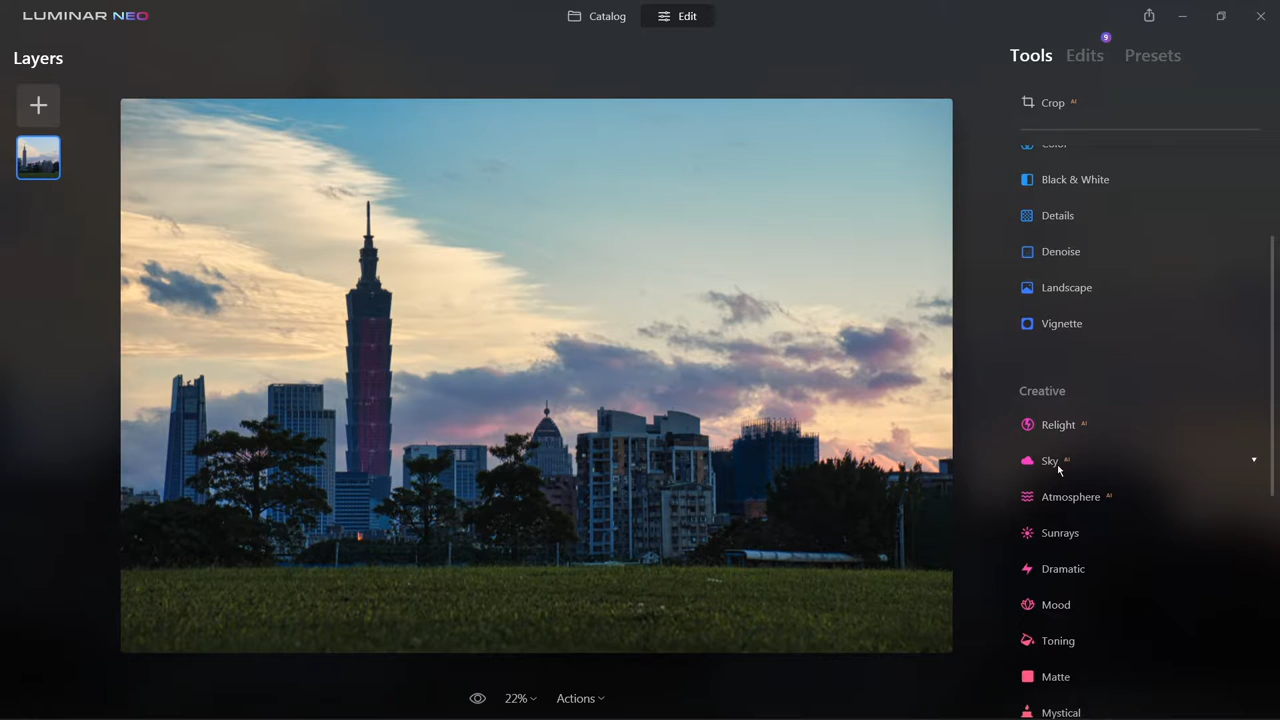 LUMINAR NEO
Catalog
Edit
Layers
9
Tools
Edits
Presets
Crop AI
Color
Black & White
Details
Denoise
Landscape
Vignette
Creative
Relight AI
Sky AI
Atmosphere AI
Sunrays
Dramatic
Mood
Toning
Matte
Mystical
22%
Actions